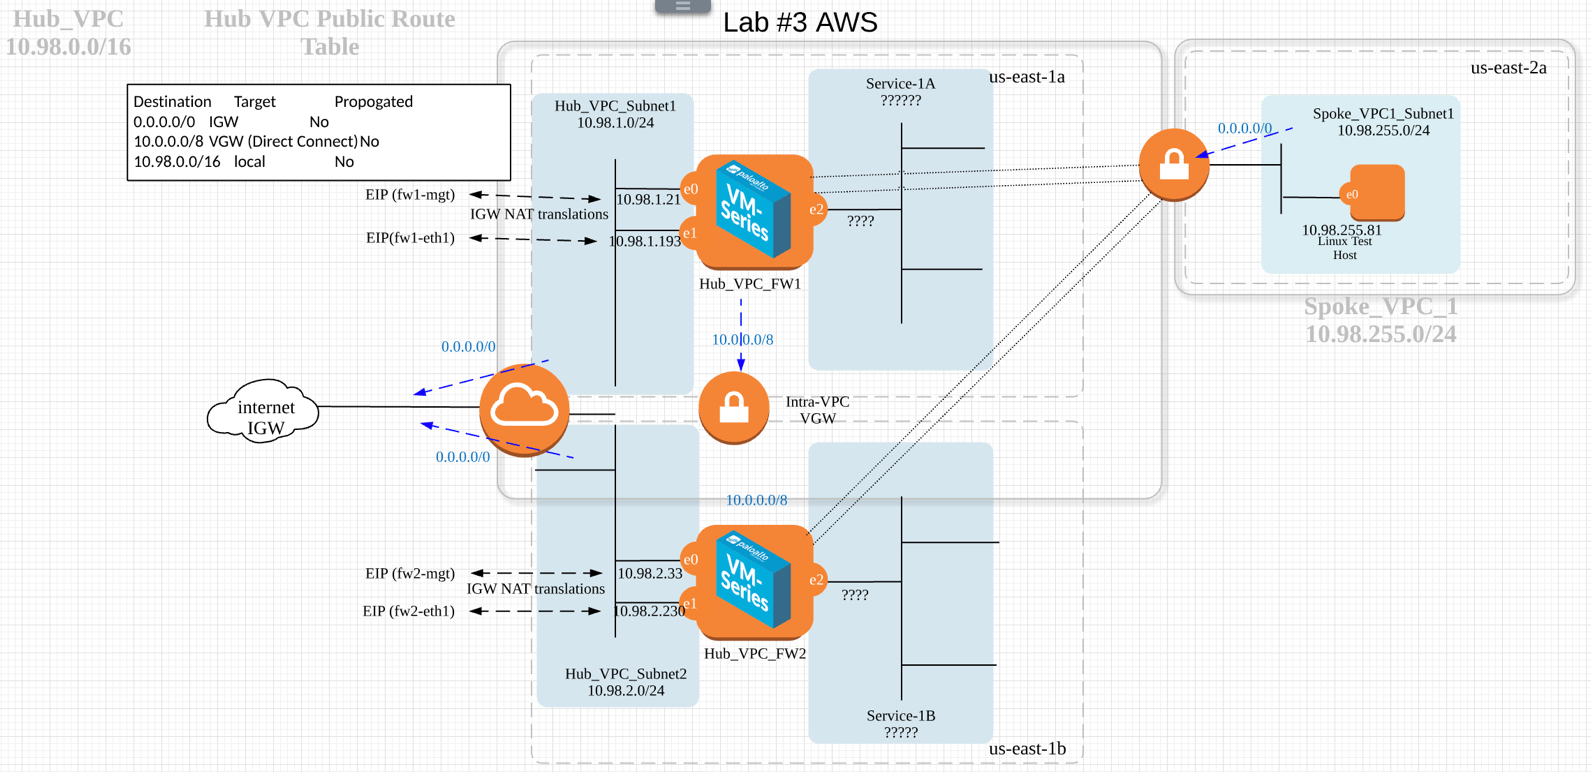 Lab #3 AWS
Hub_VPC
10.98.0.0/16
Hub VPC Public Route
Table
Destination Target Propogated
0.0.0.0/0 IGW No
10.0.0.0/8 VGW (Direct Connect) No
10.98.0.0/16 local No
us-east-1a
Hub_VPC_Subnet1
10.98.1.0/24
Service-1A
??????
us-east-2a
Spoke_VPC1_Subnet1
10.98.255.0/24
0.0.0.0/0
e0
10.98.255.81
Linux Test
Host
Spoke_VPC_1
10.98.255.0/24
EIP (fw1-mgt)
IGW NAT translations
EIP(fw1-eth1)
10.98.1.21
10.98.1.193
e0
e1
e2
paloalto
VM-
Series
????
Hub_VPC_FW1
10.0.0.0/8
0.0.0.0/0
internet
IGW
0.0.0.0/0
Intra-VPC
VGW
10.0.0.0/8
EIP (fw2-mgt)
IGW NAT translations
EIP (fw2-eth1)
10.98.2.33
10.98.2.230
e0
e1
e2
paloalto
VM-
Series
????
Hub_VPC_FW2
Hub_VPC_Subnet2
10.98.2.0/24
Service-1B
?????
us-east-1b